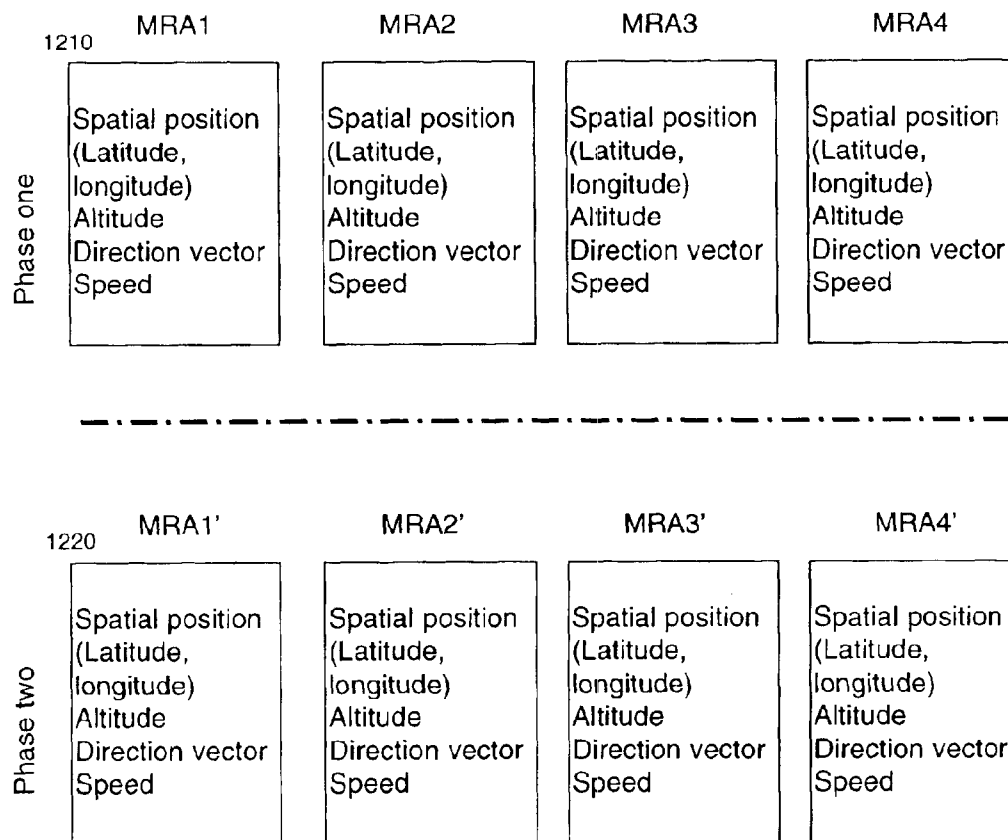 MRA1 MRA2 MRA3 MRA4
1210
Phase one
Spatial position
(Latitude,
longitude)
Altitude
Direction vector
Speed
Spatial position
(Latitude,
longitude)
Altitude
Direction vector
Speed
Spatial position
(Latitude,
longitude)
Altitude
Direction vector
Speed
Spatial position
(Latitude,
longitude)
Altitude
Direction vector
Speed
MRA1' MRA2' MRA3' MRA4'
1220
Phase two
Spatial position
(Latitude,
longitude)
Altitude
Direction vector
Speed
Spatial position
(Latitude,
longitude)
Altitude
Direction vector
Speed
Spatial position
(Latitude,
longitude)
Altitude
Direction vector
Speed
Spatial position
(Latitude,
longitude)
Altitude
Direction vector
Speed